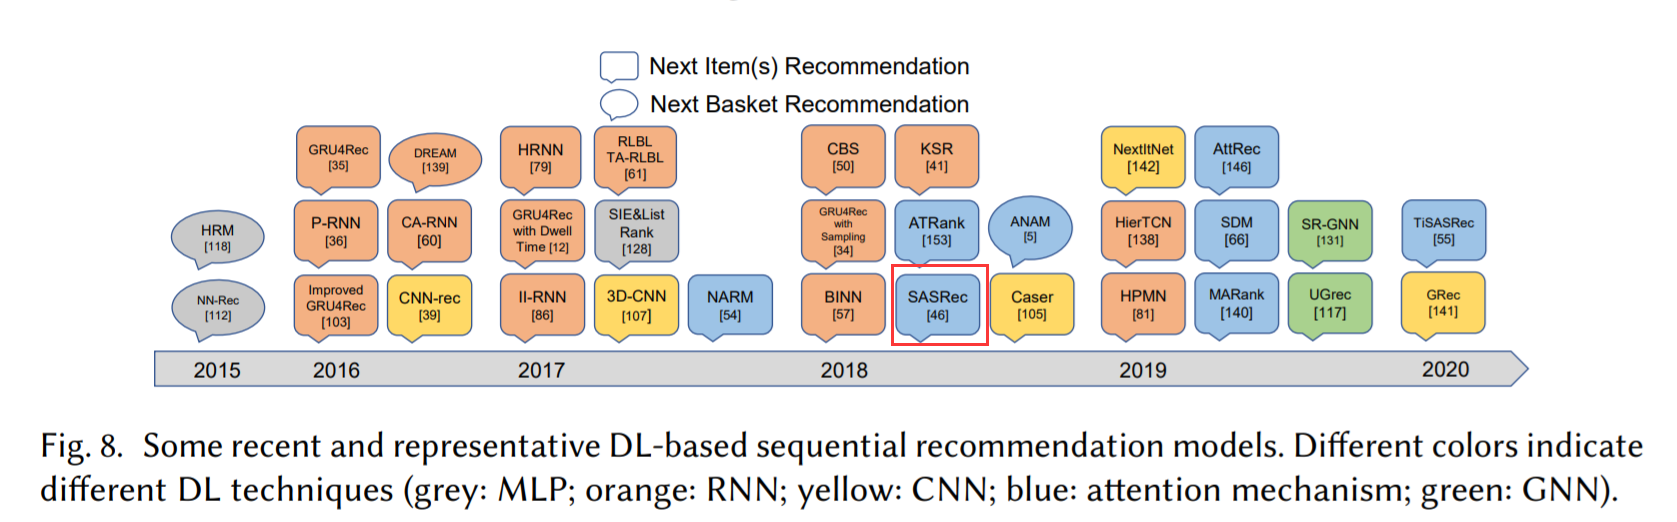 Next Item(s) Recommendation
Next Basket Recommendation
HRM
[118]
NN-Rec
[112]
GRU4Rec
[35]
P-RNN
[36]
Improved
GRU4Rec
[103]
DREAM
[139]
CA-RNN
[60]
CNN-rec
[39]
HRNN
[79]
GRU4Rec
with Dwell
Time [12]
II-RNN
[86]
RLBL
TA-RLBL
[61]
SIE&List
Rank
[128]
3D-CNN
[107]
NARM
[54]
CBS
[50]
GRU4Rec
with
Sampling
[34]
BINN
[57]
KSR
[41]
ATRank
[153]
SASRec
[46]
ANAM
[5]
Caser
[105]
NextItNet
[142]
HierTCN
[138]
HPMN
[81]
AttRec
[146]
SDM
[66]
MARank
[140]
SR-GNN
[131]
UGrec
[117]
TiSASRec
[55]
GRec
[141]
2015
2016
2017
2018
2019
2020
Fig. 8. Some recent and representative DL-based sequential recommendation models. Different colors indicate
different DL techniques (grey: MLP; orange: RNN; yellow: CNN; blue: attention mechanism; green: GNN).